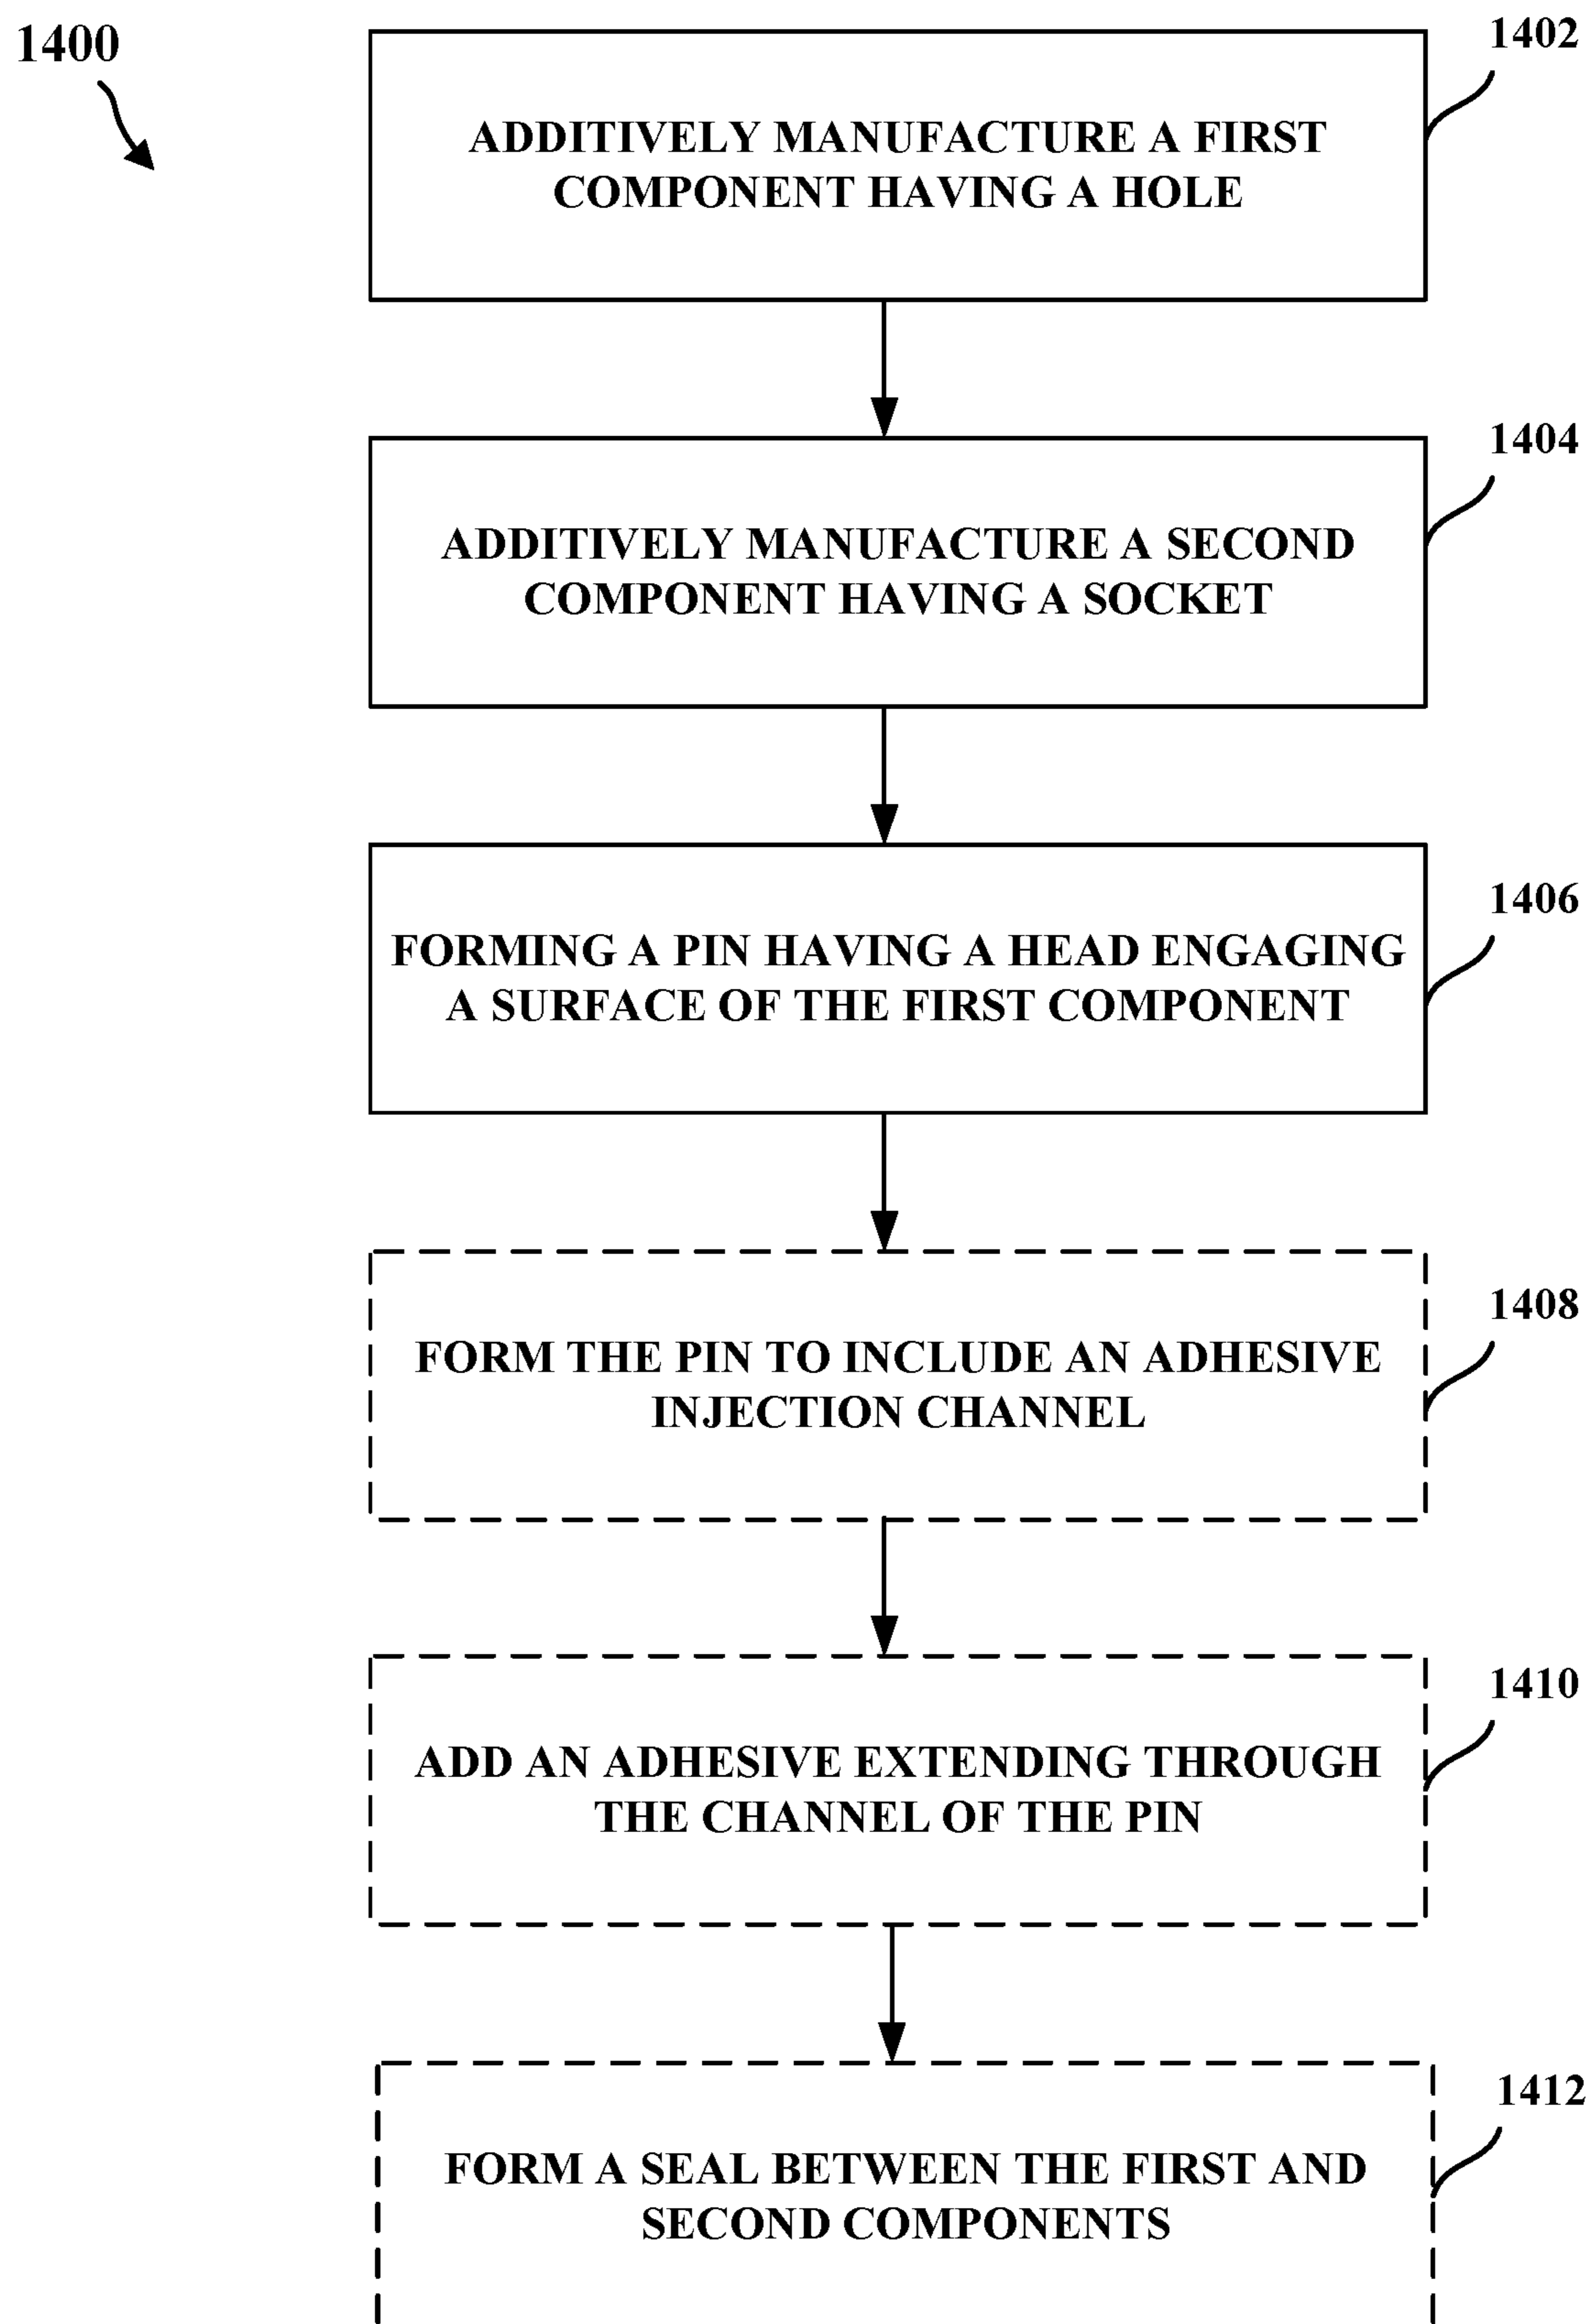 1400
1402
ADDITIVELY MANUFACTURE A FIRST
COMPONENT HAVING A HOLE
1404
ADDITIVELY MANUFACTURE A SECOND
COMPONENT HAVING A SOCKET
1406
FORMING A PIN HAVING A HEAD ENGAGING
A SURFACE OF THE FIRST COMPONENT
1408
FORM THE PIN TO INCLUDE AN ADHESIVE
INJECTION CHANNEL
1410
ADD AN ADHESIVE EXTENDING THROUGH
THE CHANNEL OF THE PIN
1412
FORM A SEAL BETWEEN THE FIRST AND
SECOND COMPONENTS